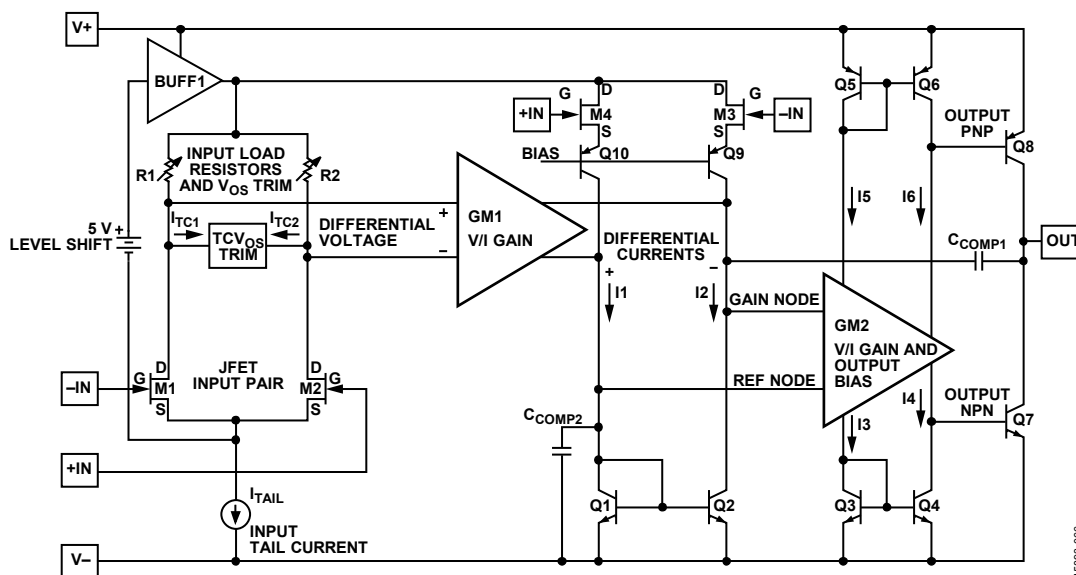 V+
BUFF1
R1
INPUT LOAD
RESISTORS
AND VOS TRIM
R2
5 V +
LEVEL SHIFT
ITC1
ITC2
TCVOS
TRIM
DIFFERENTIAL
VOLTAGE
+
–
GM1
V/I GAIN
BIAS
+IN
G
D
M4
S
Q10
D
G
M3
S
–IN
Q9
DIFFERENTIAL
CURRENTS
+
–
I1
I2
GAIN NODE
REF NODE
GM2
V/I GAIN AND
OUTPUT
BIAS
Q5
Q6
I5
I6
OUTPUT
PNP
Q8
CCOMP1
OUT
–IN
G
D
M1
S
JFET
INPUT PAIR
D
M2
G
S
+IN
ITAIL
INPUT
TAIL CURRENT
CCOMP2
Q1
Q2
I3
I4
OUTPUT
NPN
Q7
Q3
Q4
V–